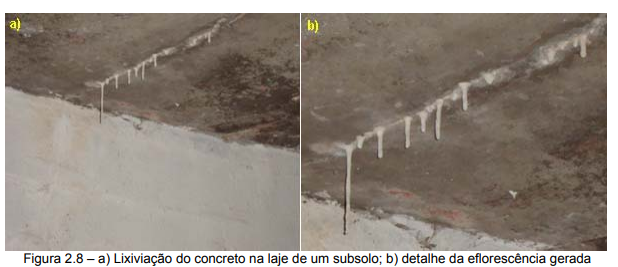 a)
b)
Figura 2.8 – a) Lixiviação do concreto na laje de um subsolo; b) detalhe da eflorescência gerada